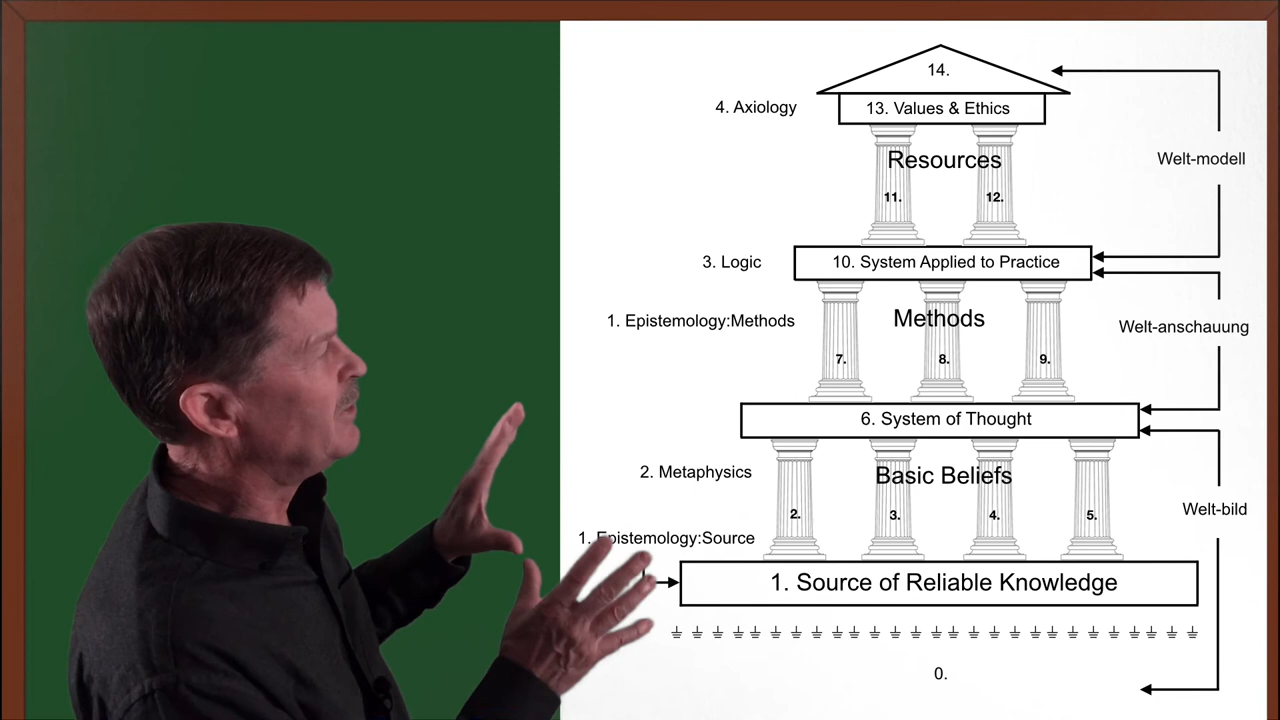 14.
4. Axiology
13. Values & Ethics
Resources
Welt-modell
11.
12.
3. Logic
10. System Applied to Practice
1. Epistemology:Methods
Methods
Welt-anschauung
7.
8.
9.
6. System of Thought
2. Metaphysics
Basic Beliefs
2.
3.
4.
5.
Welt-bild
1. Epistemology:Source
1. Source of Reliable Knowledge
0.